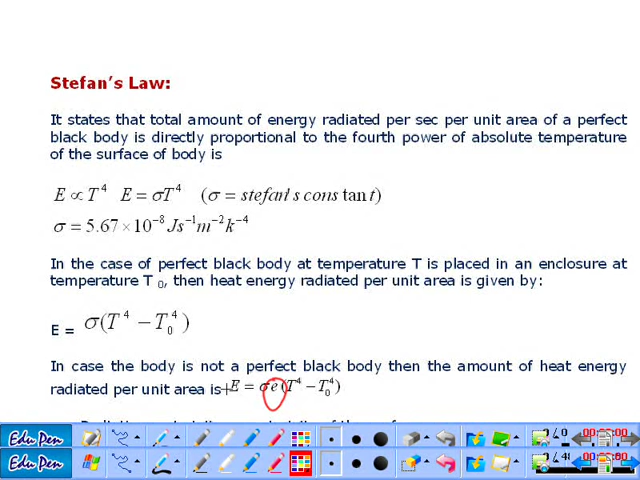 Stefan's Law:
It states that total amount of energy radiated per sec per unit area of a perfect
black body is directly proportional to the fourth power of absolute temperature
of the surface of body is
E ∝ T⁴ E = σT⁴ (σ = stefan's constant)
σ = 5.67×10⁻⁸ Js⁻¹m⁻²k⁻⁴
In the case of perfect black body at temperature T is placed in an enclosure at
temperature T ₀, then heat energy radiated per unit area is given by:
E = σ(T⁴ − T₀⁴)
In case the body is not a perfect black body then the amount of heat energy
radiated per unit area is E = σe(T⁴ − T₀⁴)
Edu Pen
Edu Pen